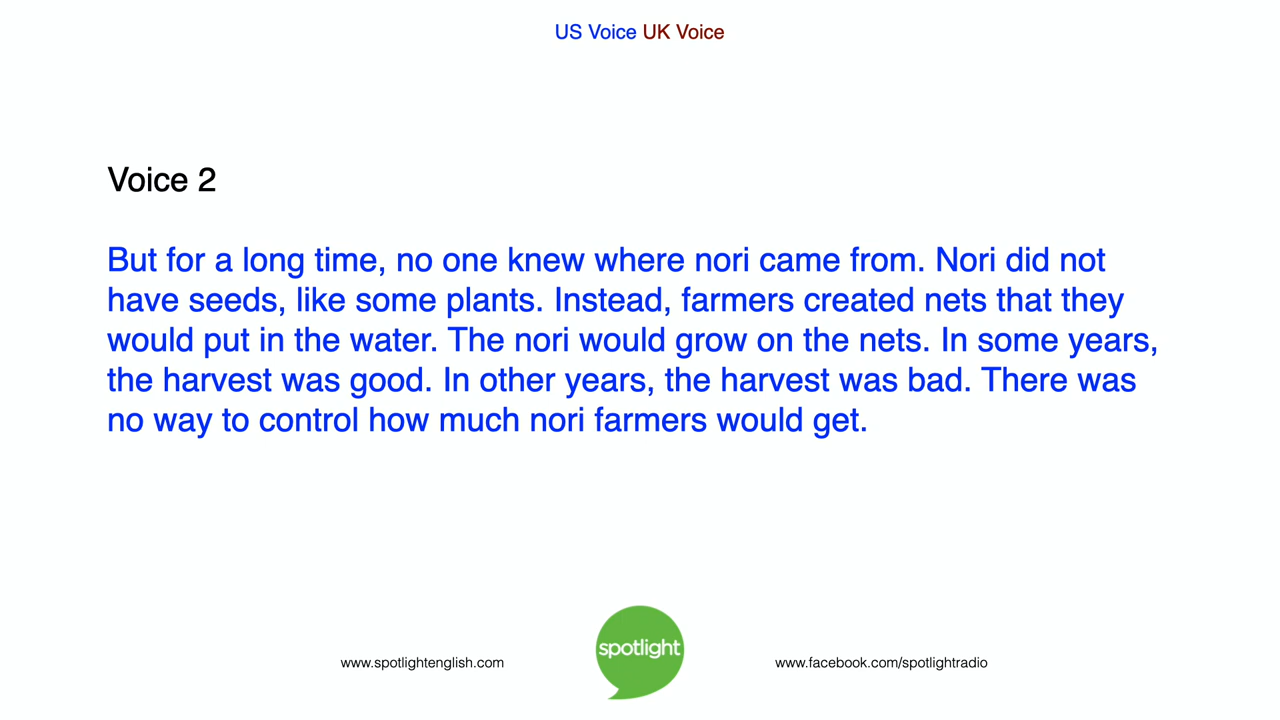 US Voice UK Voice
Voice 2
But for a long time, no one knew where nori came from. Nori did not
have seeds, like some plants. Instead, farmers created nets that they
would put in the water. The nori would grow on the nets. In some years,
the harvest was good. In other years, the harvest was bad. There was
no way to control how much nori farmers would get.
spotlight
www.spotlightenglish.com
www.facebook.com/spotlightradio